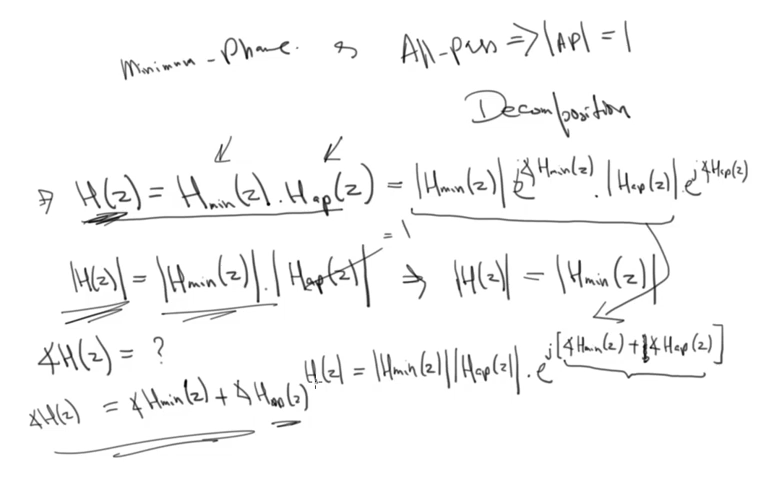 Minimum-Phase & All-pass ⇒ |AP| = 1
Decomposition
⇒ H(z) = Hmin(z) . Hap(z) = |Hmin(z)| e^{j∡Hmin(z)} . |Hap(z)| . e^{j∡Hap(z)}
|H(z)| = |Hmin(z)| . |Hap(z)| = 1 ⇒ |H(z)| = |Hmin(z)|
∡H(z) = ?
H(z) = |Hmin(z)| |Hap(z)| . e^{j[∡Hmin(z) + ∡Hap(z)]}
∡H(z) = ∡Hmin(z) + ∡Hap(z)